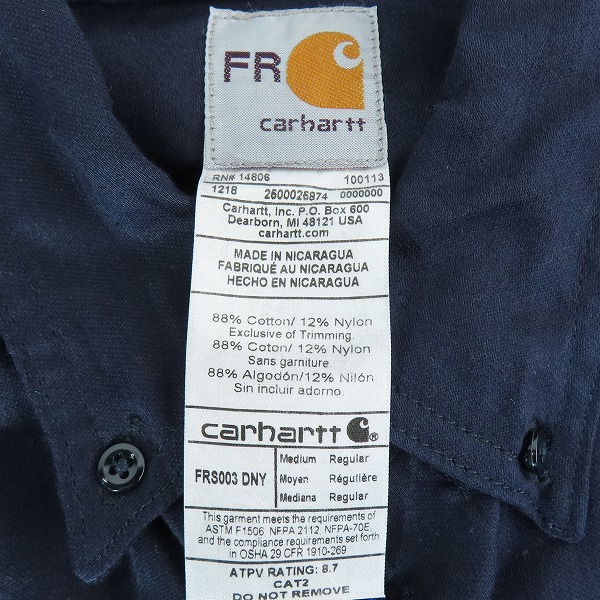 FR
carhartt
RN# 14806 100113
1218 2500025874 0000000
Carhartt, Inc. P.O. Box 600
Dearborn, MI 48121 USA
carhartt.com
MADE IN NICARAGUA
FABRIQUÉ AU NICARAGUA
HECHO EN NICARAGUA
88% Cotton/ 12% Nylon
Exclusive of Trimming.
88% Coton/ 12% Nylon
Sans garniture.
88% Algodón/12% Nilón
Sin incluir adorno.
carhartt
FRS003 DNY
Medium Regular
Moyen Régulière
Mediana Regular
This garment meets the requirements of
ASTM F1506, NFPA 2112, NFPA-70E,
and the compliance requirements set forth
in OSHA 29 CFR 1910-269
ATPV RATING: 8.7
CAT2
DO NOT REMOVE